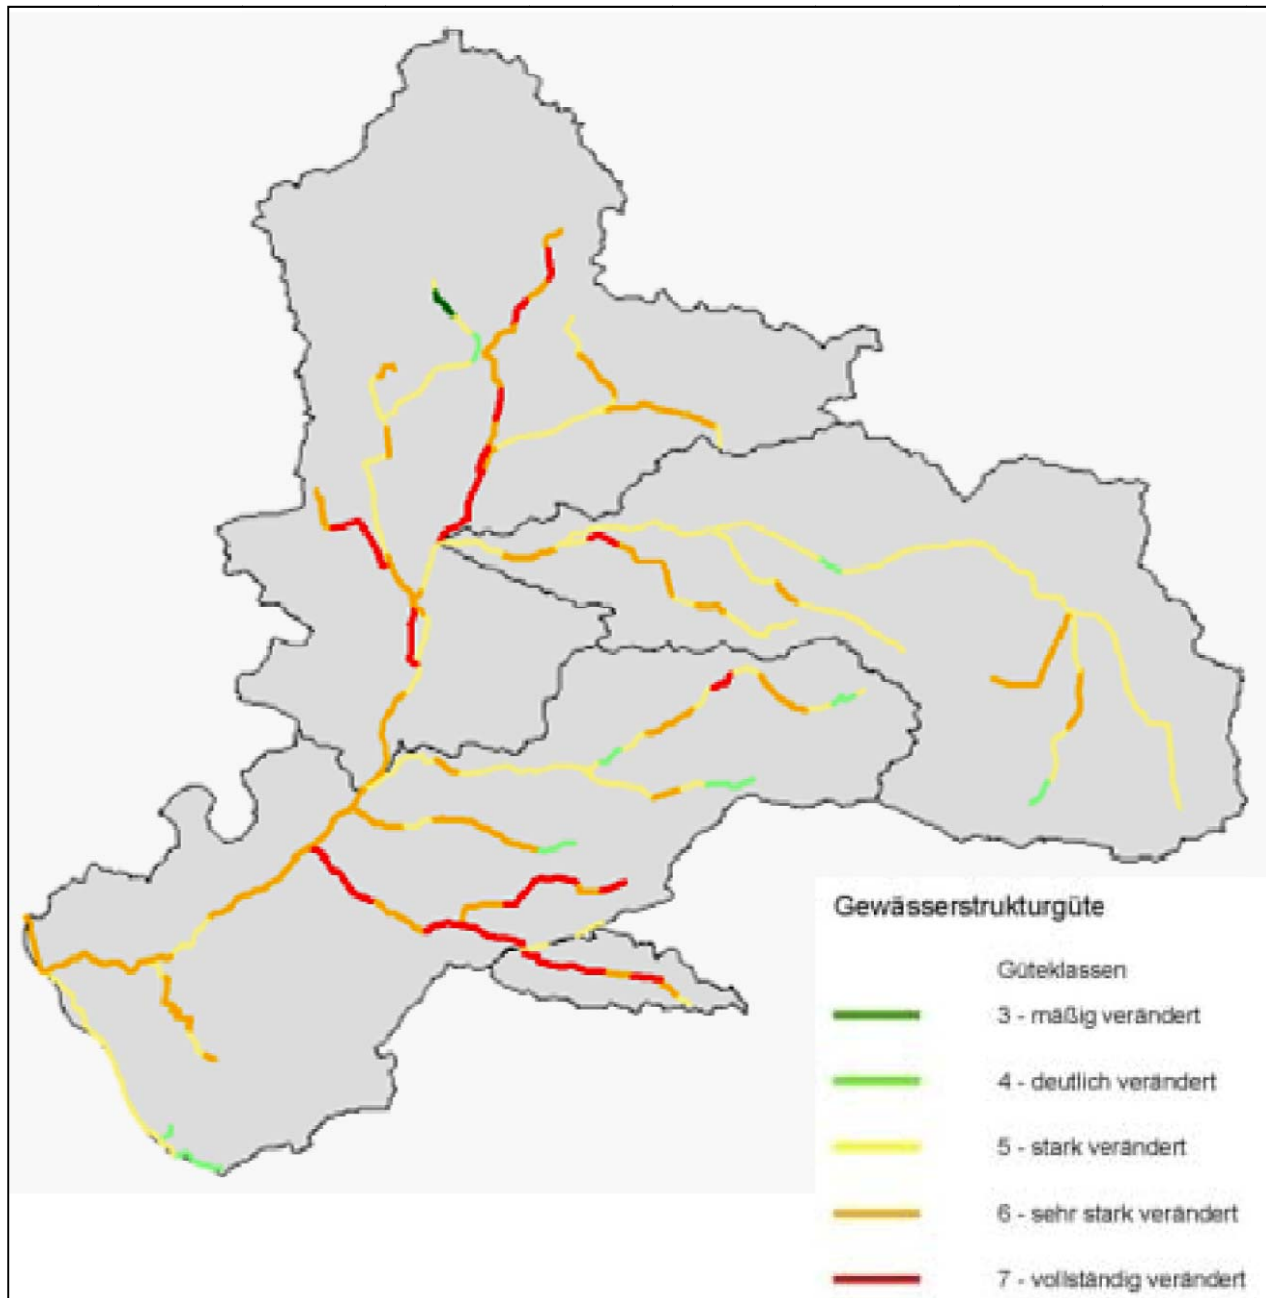 Gewässerstrukturgüte
Güteklassen
3 - mäßig verändert
4 - deutlich verändert
5 - stark verändert
6 - sehr stark verändert
7 - vollständig verändert